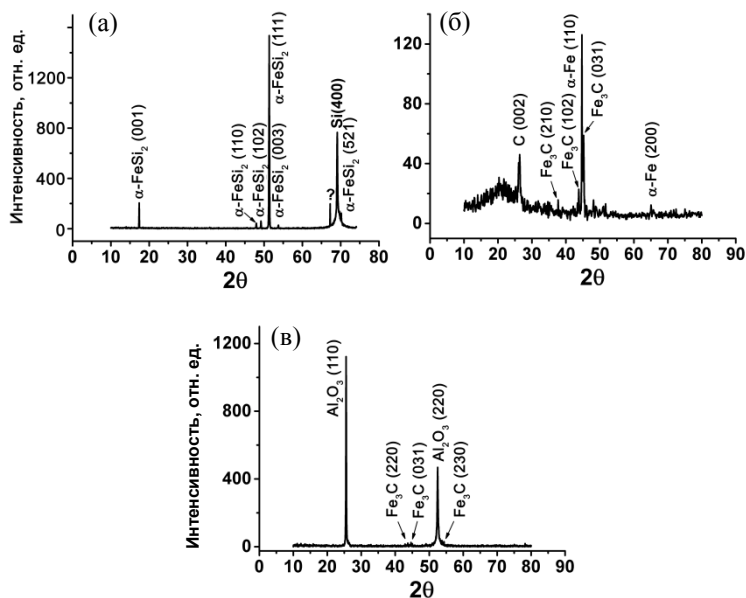 (а)
Интенсивность, отн. ед.
1600
1200
800
400
0
α-FeSi₂ (001)
α-FeSi₂ (110)
α-FeSi₂ (102)
α-FeSi₂ (003)
α-FeSi₂ (111)
?
Si(400)
α-FeSi₂ (521)
0 10 20 30 40 50 60 70 80
2θ
(б)
120
80
40
0
C (002)
Fe₃C (210)
Fe₃C (102)
α-Fe (110)
Fe₃C (031)
α-Fe (200)
0 10 20 30 40 50 60 70 80 90
2θ
(в)
Интенсивность, отн. ед.
1200
800
400
0
Al₂O₃ (110)
Fe₃C (220)
Fe₃C (031)
Al₂O₃ (220)
Fe₃C (230)
0 10 20 30 40 50 60 70 80 90
2θ